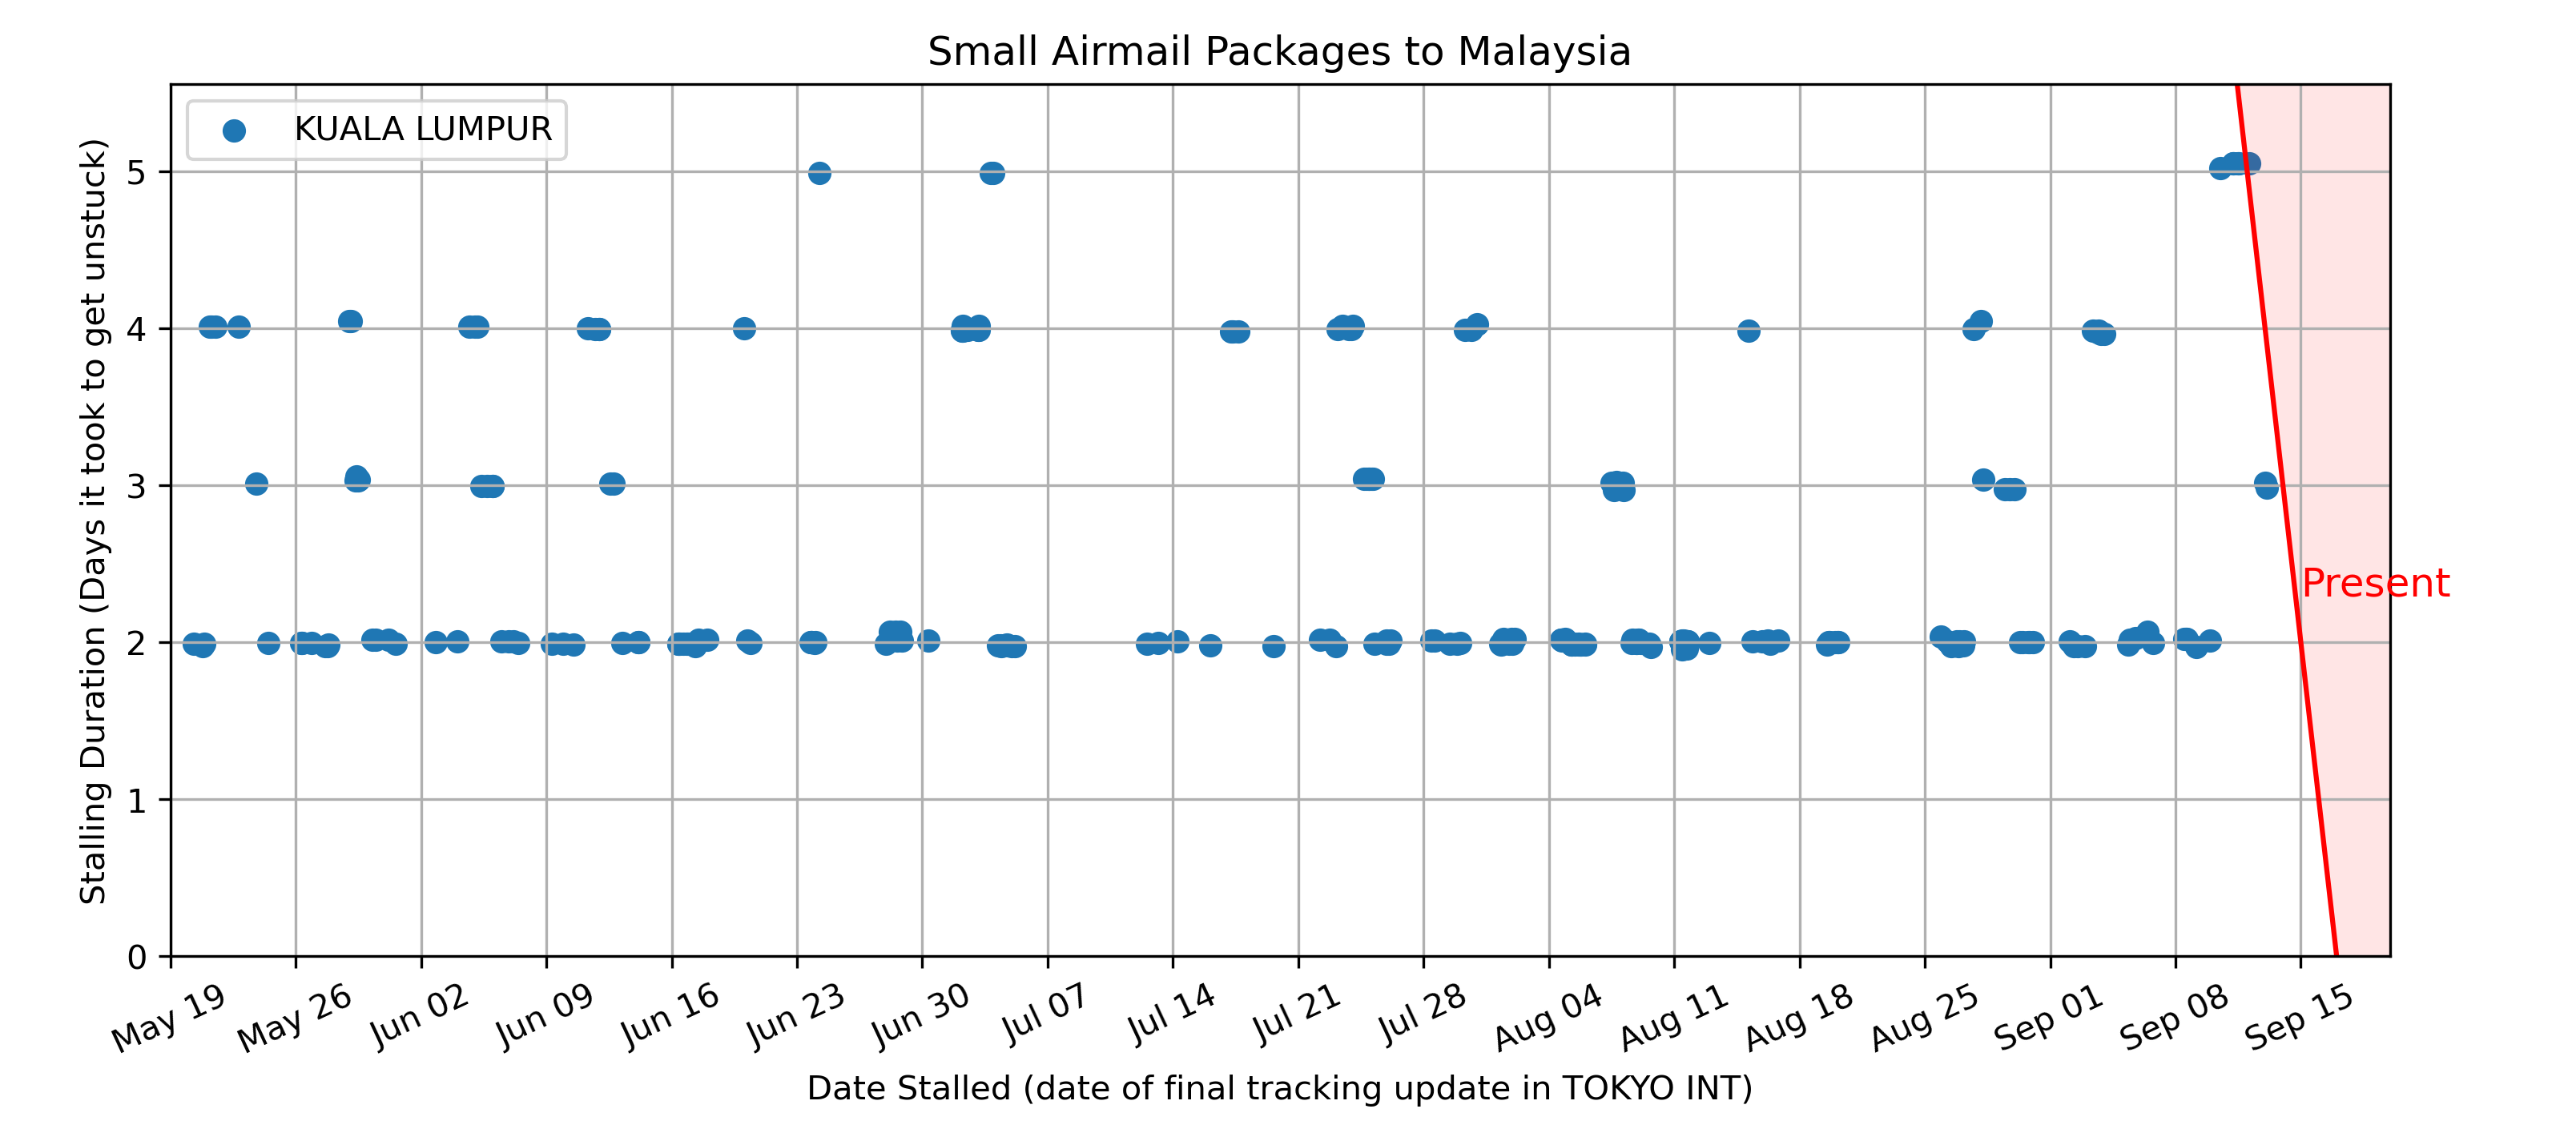 Small Airmail Packages to Malaysia
KUALA LUMPUR
Stalling Duration (Days it took to get unstuck)
5
4
3
2
1
0
Present
May 19
May 26
Jun 02
Jun 09
Jun 16
Jun 23
Jun 30
Jul 07
Jul 14
Jul 21
Jul 28
Aug 04
Aug 11
Aug 18
Aug 25
Sep 01
Sep 08
Sep 15
Date Stalled (date of final tracking update in TOKYO INT)